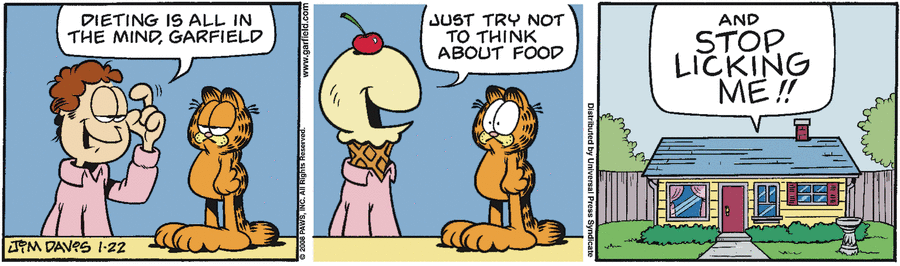 DIETING IS ALL IN
THE MIND, GARFIELD
JIM DAVIS 1-22
© 2008 PAWS, INC. All Rights Reserved.
www.garfield.com
JUST TRY NOT
TO THINK
ABOUT FOOD
Distributed by Universal Press Syndicate
AND
STOP
LICKING
ME!!